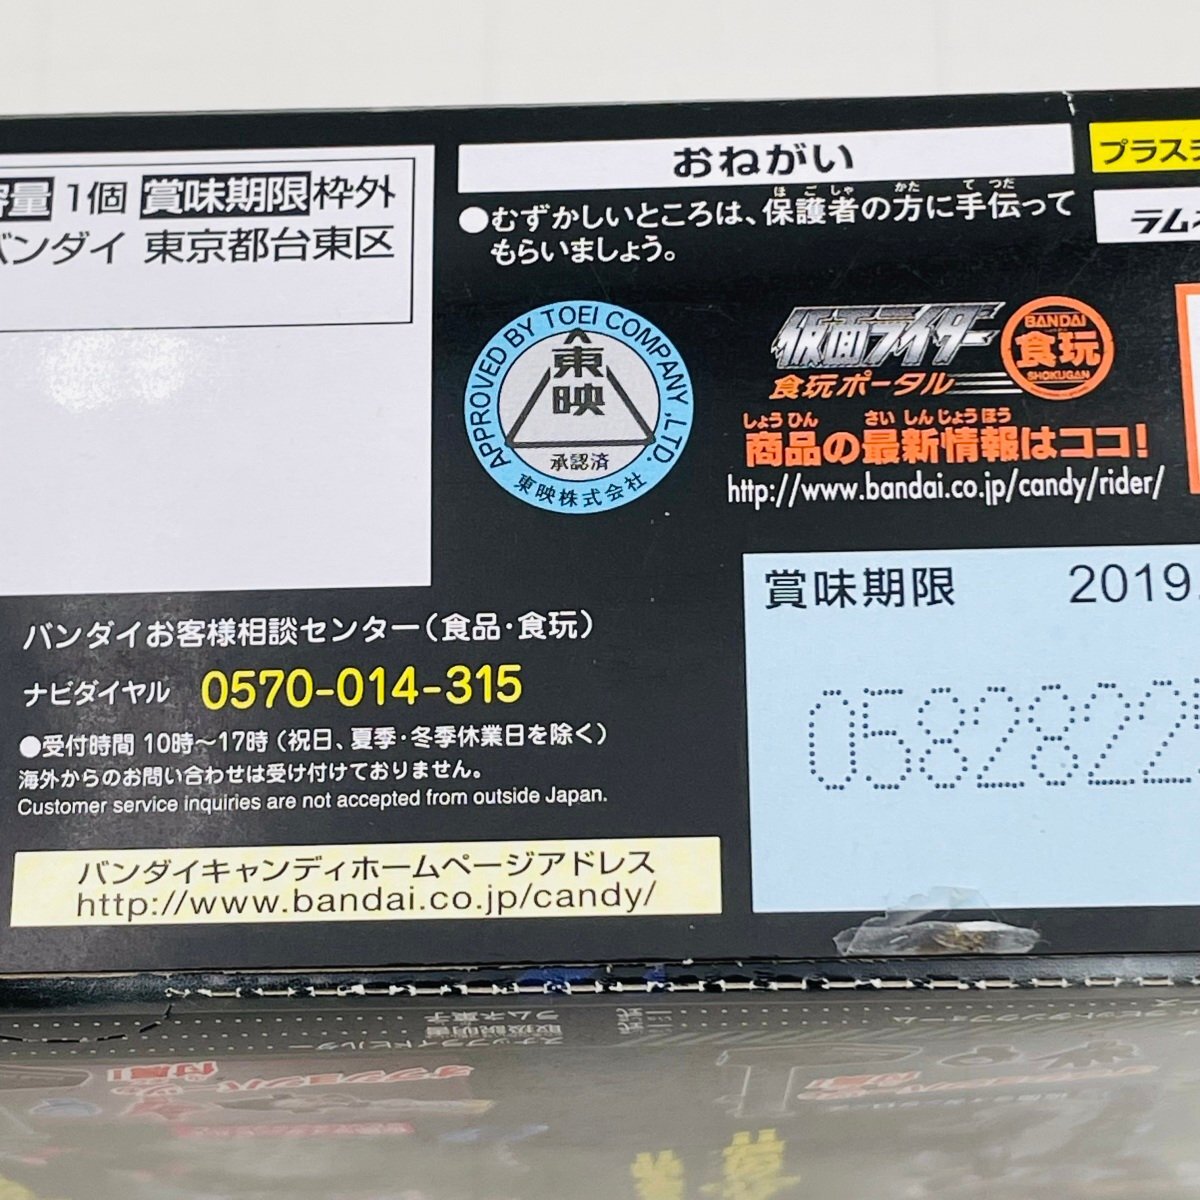 容量 1個 賞味期限 枠外
バンダイ 東京都台東区
おねがい
●むずかしいところは、保護者の方に手伝って
ほごしゃ かた てつだ
もらいましょう。
プラスチ
ラム
APPROVED BY TOEI COMPANY ,LTD.
東映
承認済
東映株式会社
仮面ライダー
食玩ポータル
BANDAI
食玩
SHOKUGAN
しょうひん さいしんじょうほう
商品の最新情報はココ!
http://www.bandai.co.jp/candy/rider/
賞味期限 2019.
0582822
バンダイお客様相談センター(食品・食玩)
ナビダイヤル 0570-014-315
●受付時間 10時~17時(祝日、夏季・冬季休業日を除く)
海外からのお問い合わせは受け付けておりません。
Customer service inquiries are not accepted from outside Japan.
バンダイキャンディホームページアドレス
http://www.bandai.co.jp/candy/
ラムネ菓子
取扱説明書